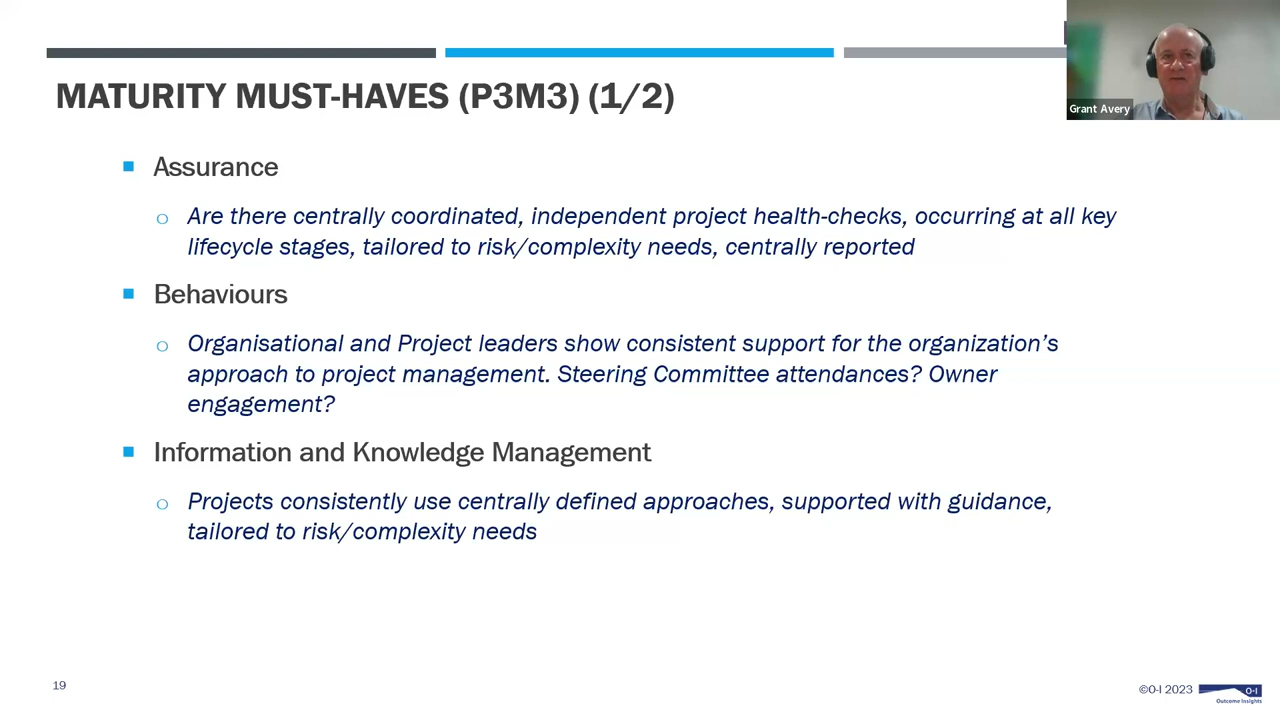 MATURITY MUST-HAVES (P3M3) (1/2)
Grant Avery
Assurance
Are there centrally coordinated, independent project health-checks, occurring at all key
lifecycle stages, tailored to risk/complexity needs, centrally reported
Behaviours
Organisational and Project leaders show consistent support for the organization's
approach to project management. Steering Committee attendances? Owner
engagement?
Information and Knowledge Management
Projects consistently use centrally defined approaches, supported with guidance,
tailored to risk/complexity needs
19
©O-I 2023
O-I
Outcome Insights